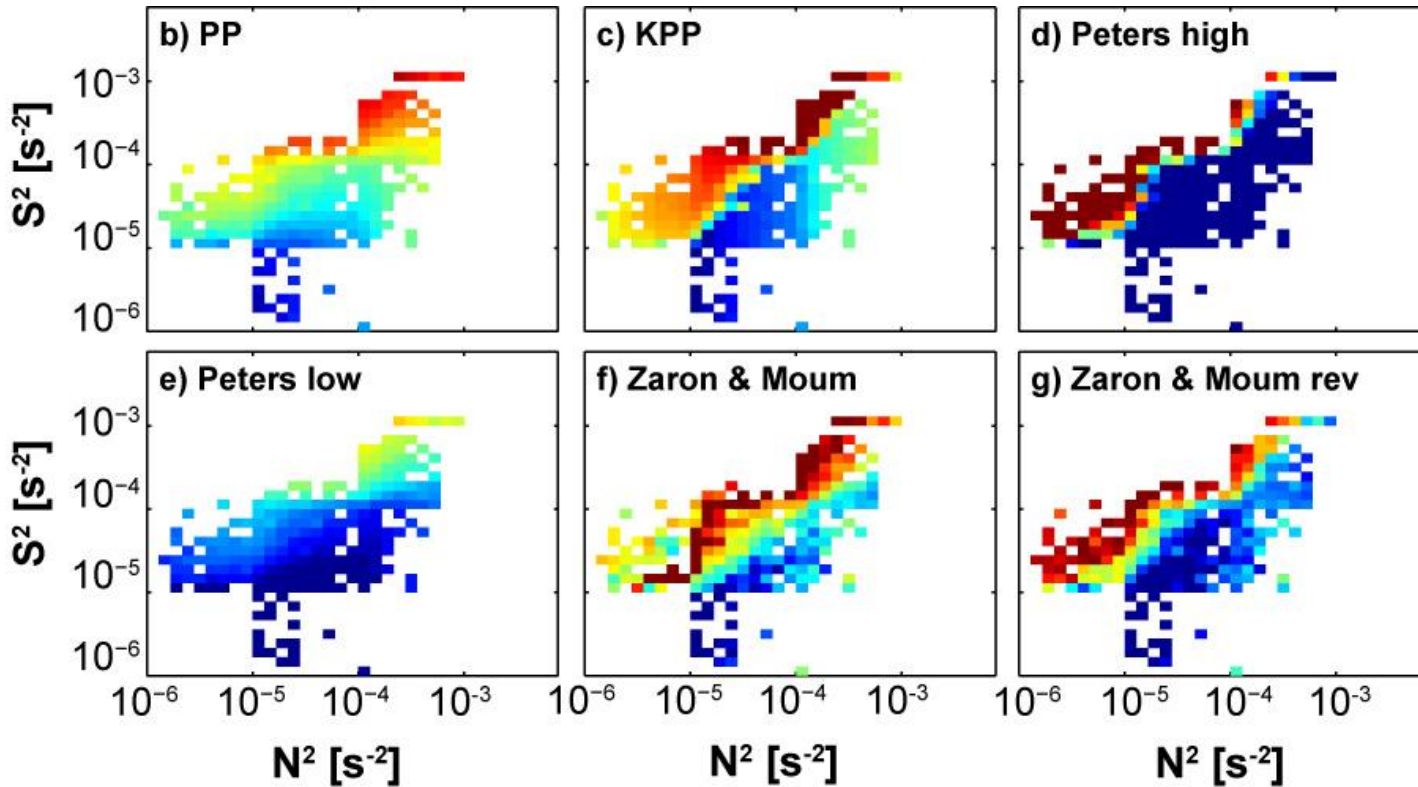 b) PP
c) KPP
d) Peters high
S² [s⁻²]
10⁻³
10⁻⁴
10⁻⁵
10⁻⁶
e) Peters low
f) Zaron & Moum
g) Zaron & Moum rev
S² [s⁻²]
10⁻³
10⁻⁴
10⁻⁵
10⁻⁶
10⁻⁶ 10⁻⁵ 10⁻⁴ 10⁻³
10⁻⁶ 10⁻⁵ 10⁻⁴ 10⁻³
10⁻⁶ 10⁻⁵ 10⁻⁴ 10⁻³
N² [s⁻²]
N² [s⁻²]
N² [s⁻²]